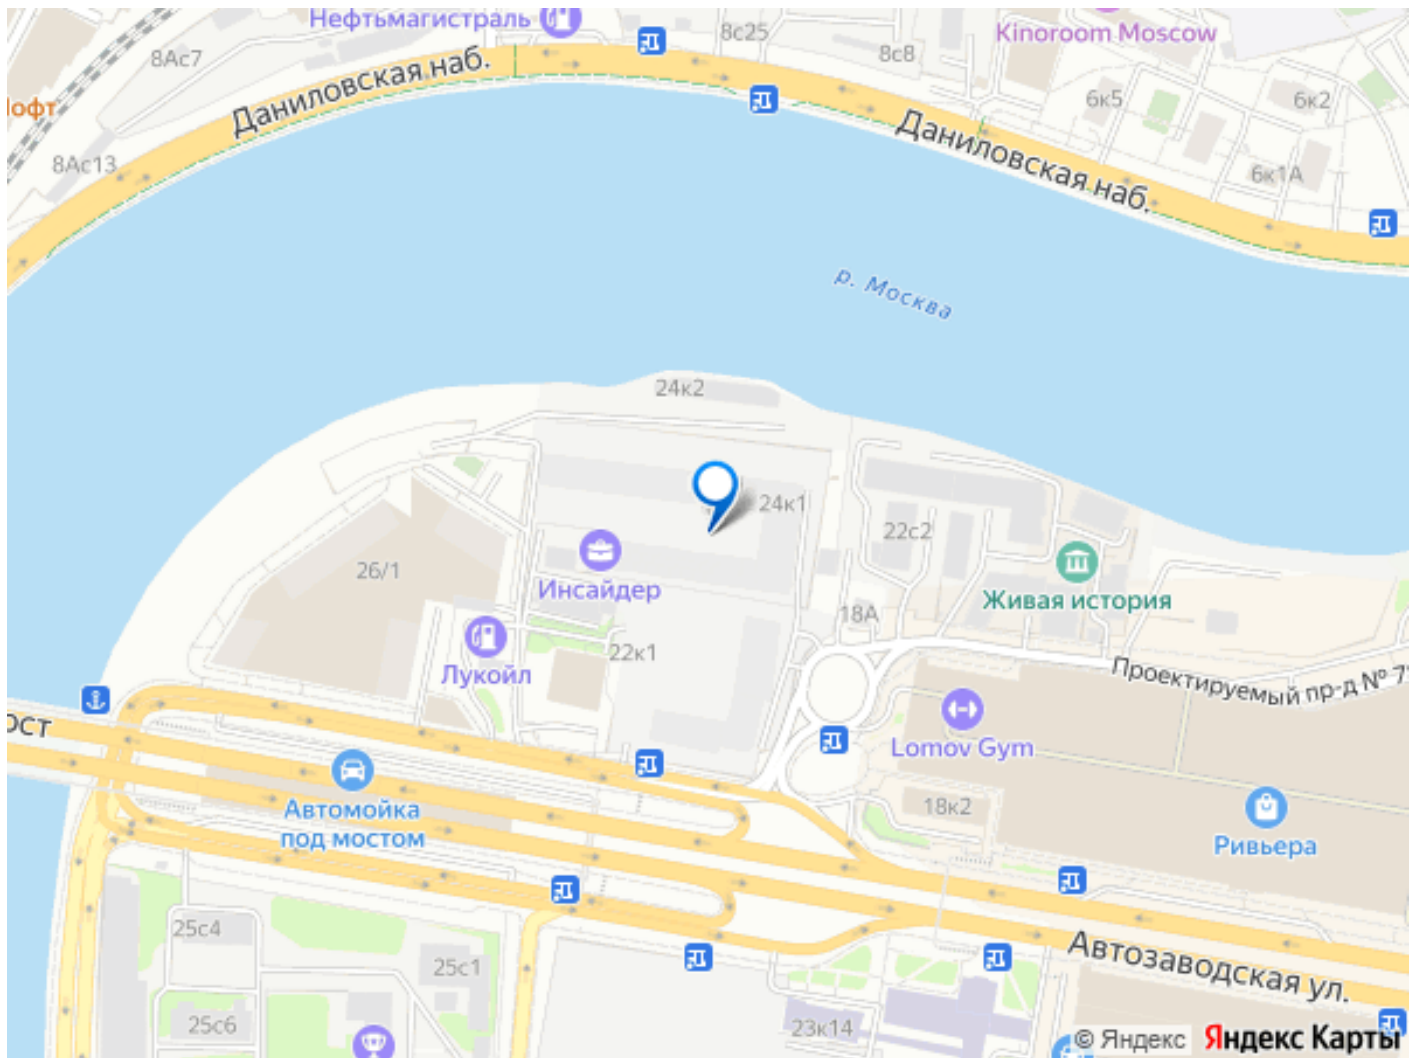 Нефтьмагистраль
8с25
Kinoroom Moscow
8Ас7
8с8
Даниловская наб.
6к5
6к2
Лофт
Даниловская наб.
8Ас13
6к1А
р. Москва
24к2
24к1
22с2
26/1
Инсайдер
Живая история
18А
22к1
Лукойл
Проектируемый пр-д № 7
ост
Lomov Gym
Автомойка
под мостом
18к2
Ривьера
25с4
Автозаводская ул.
25с1
25с6
23к14
© Яндекс Яндекс Карты